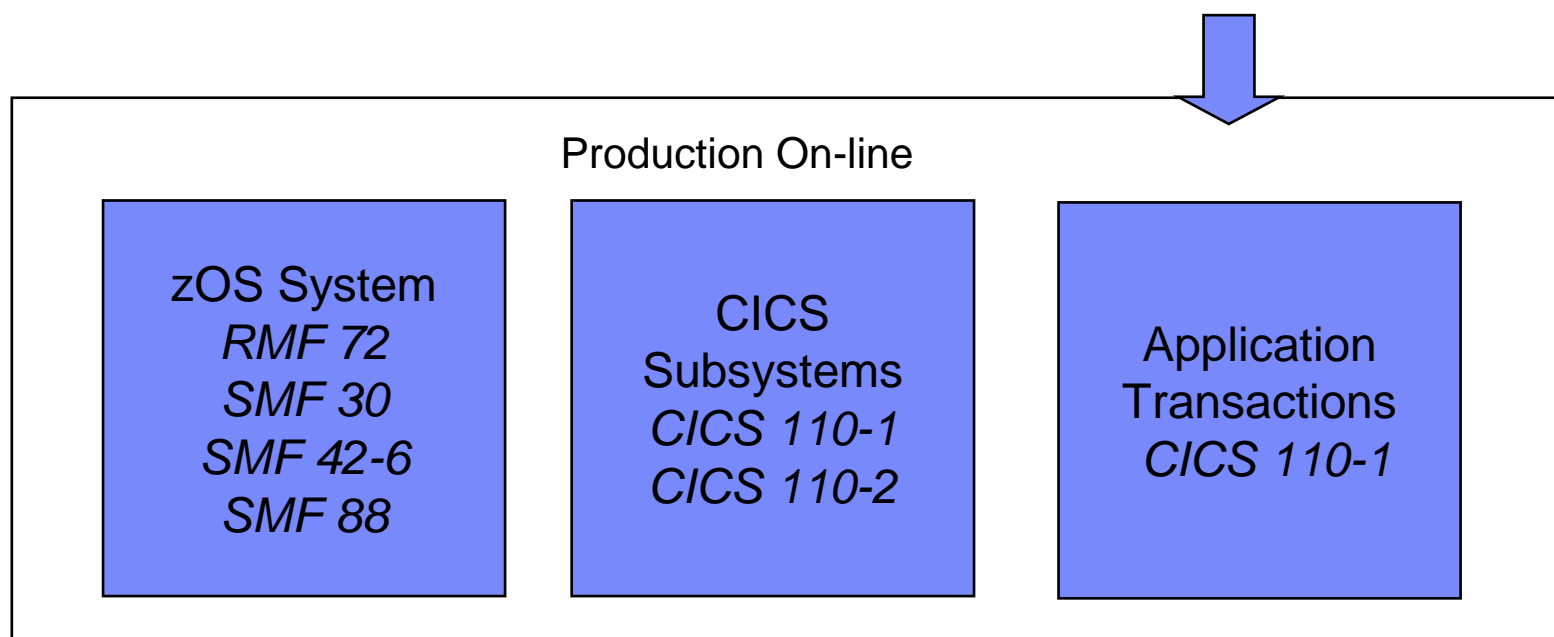 Production On-line
zOS System
RMF 72
SMF 30
SMF 42-6
SMF 88
CICS
Subsystems
CICS 110-1
CICS 110-2
Application
Transactions
CICS 110-1